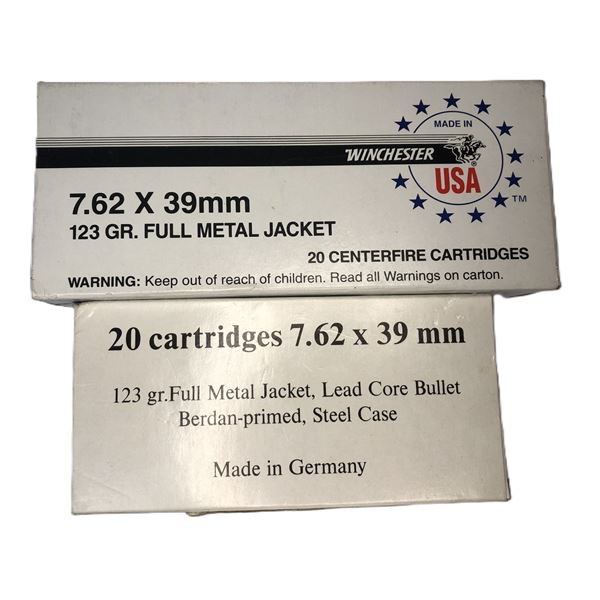 MADE IN
WINCHESTER ®
USA ™
7.62 X 39mm
123 GR. FULL METAL JACKET
20 CENTERFIRE CARTRIDGES
WARNING: Keep out of reach of children. Read all Warnings on carton.
20 cartridges 7.62 x 39 mm
123 gr.Full Metal Jacket, Lead Core Bullet
Berdan-primed, Steel Case
Made in Germany